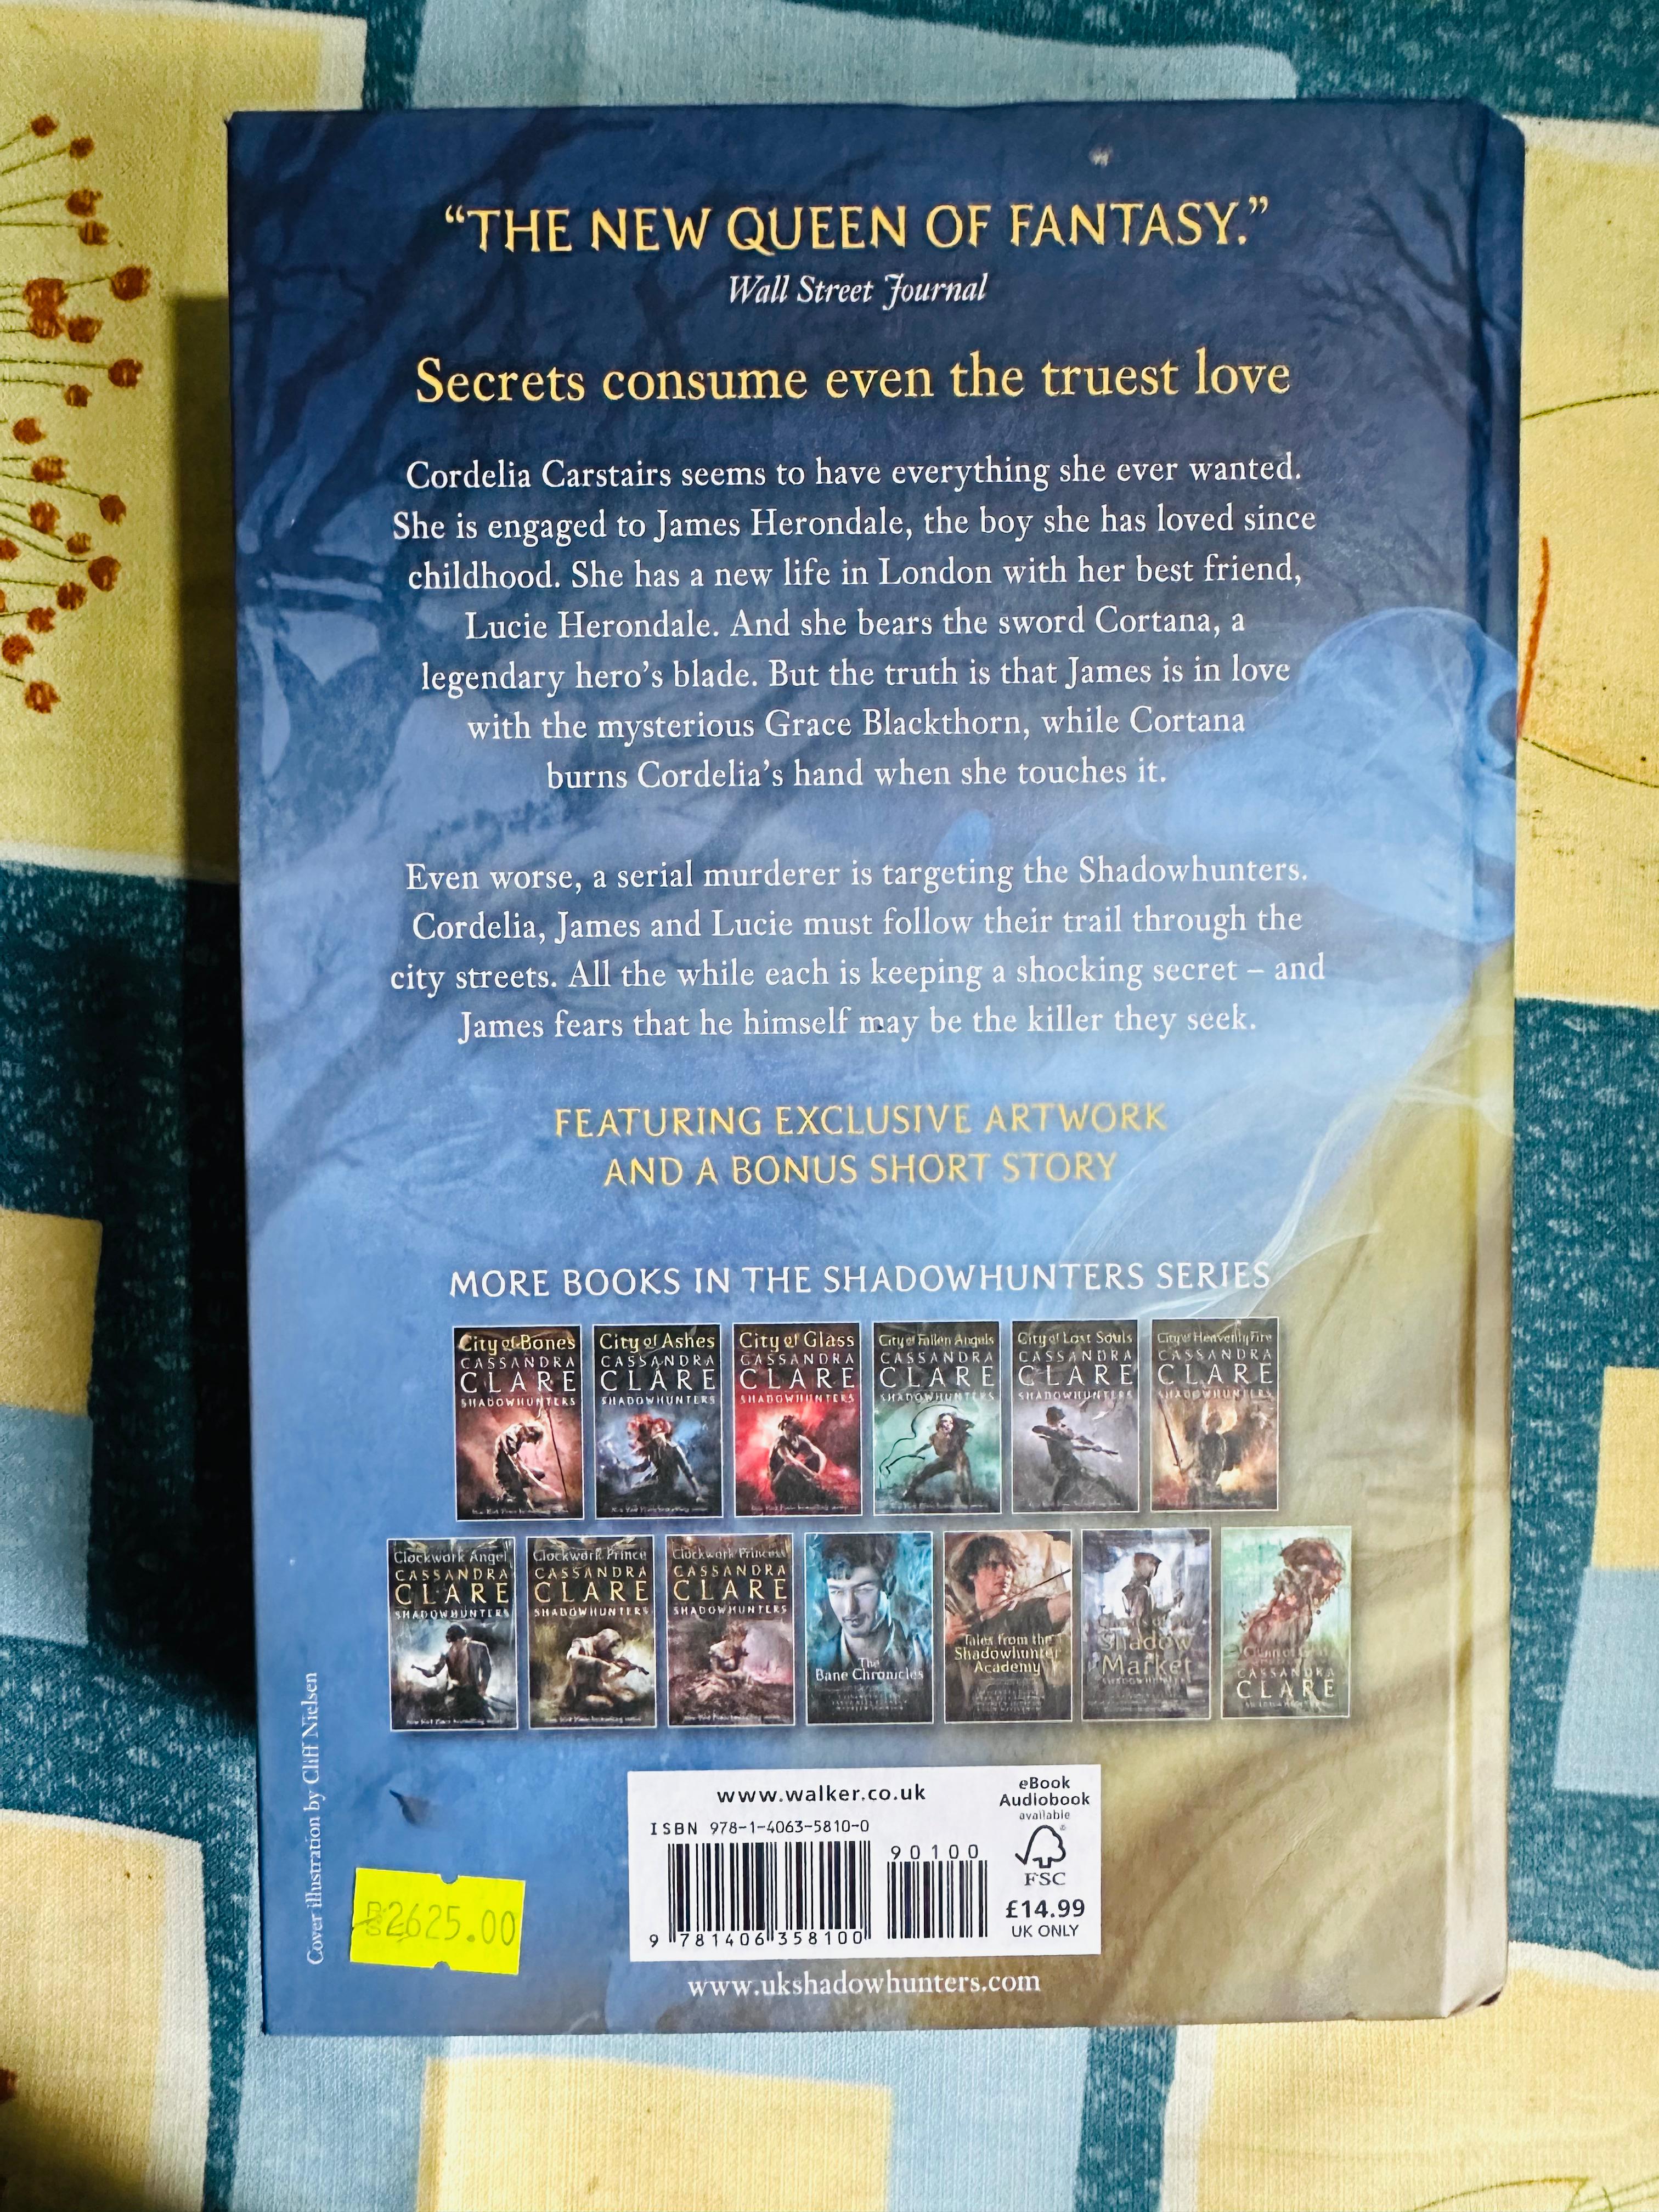 “THE NEW QUEEN OF FANTASY.”
Wall Street Journal
Secrets consume even the truest love
Cordelia Carstairs seems to have everything she ever wanted.
She is engaged to James Herondale, the boy she has loved since
childhood. She has a new life in London with her best friend,
Lucie Herondale. And she bears the sword Cortana, a
legendary hero’s blade. But the truth is that James is in love
with the mysterious Grace Blackthorn, while Cortana
burns Cordelia’s hand when she touches it.
Even worse, a serial murderer is targeting the Shadowhunters.
Cordelia, James and Lucie must follow their trail through the
city streets. All the while each is keeping a shocking secret – and
James fears that he himself may be the killer they seek.
FEATURING EXCLUSIVE ARTWORK
AND A BONUS SHORT STORY
MORE BOOKS IN THE SHADOWHUNTERS SERIES
City of Bones
CASSANDRA
CLARE
SHADOWHUNTERS
City of Ashes
CASSANDRA
CLARE
SHADOWHUNTERS
City of Glass
CASSANDRA
CLARE
SHADOWHUNTERS
City of Fallen Angels
CASSANDRA
CLARE
SHADOWHUNTERS
City of Lost Souls
CASSANDRA
CLARE
SHADOWHUNTERS
City of Heavenly Fire
CASSANDRA
CLARE
SHADOWHUNTERS
Clockwork Angel
CASSANDRA
CLARE
SHADOWHUNTERS
Clockwork Prince
CASSANDRA
CLARE
SHADOWHUNTERS
Clockwork Princess
CASSANDRA
CLARE
SHADOWHUNTERS
The
Bane Chronicles
Tales from the
Shadowhunter
Academy
Shadow
Market
SHADOWHUNTERS
CASSANDRA
CLARE
Cover illustration by Cliff Nielsen
2625.00
www.walker.co.uk
ISBN 978-1-4063-5810-0
90100
9 781406 358100
eBook
Audiobook
available
FSC
£14.99
UK ONLY
www.ukshadowhunters.com